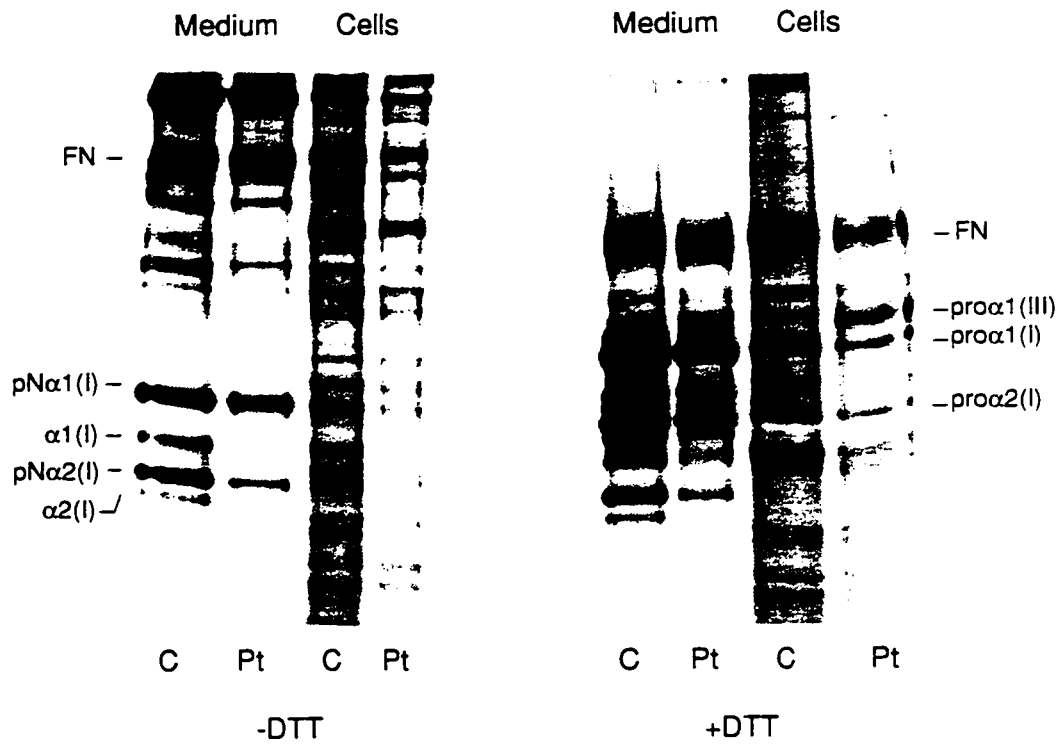 Medium Cells
Medium Cells
FN –
pNα1(I) –
α1(I) –
pNα2(I) –
α2(I) –/
– FN
– proα1(III)
– proα1(I)
– proα2(I)
C Pt C Pt
C Pt C Pt
-DTT
+DTT